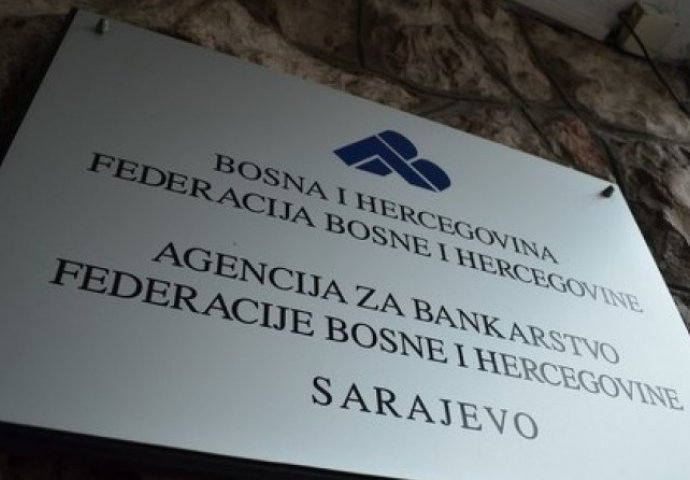 BOSNA I HERCEGOVINA
FEDERACIJA BOSNE I HERCEGOVINE
AGENCIJA ZA BANKARSTVO
FEDERACIJE BOSNE I HERCEGOVINE
SARAJEVO